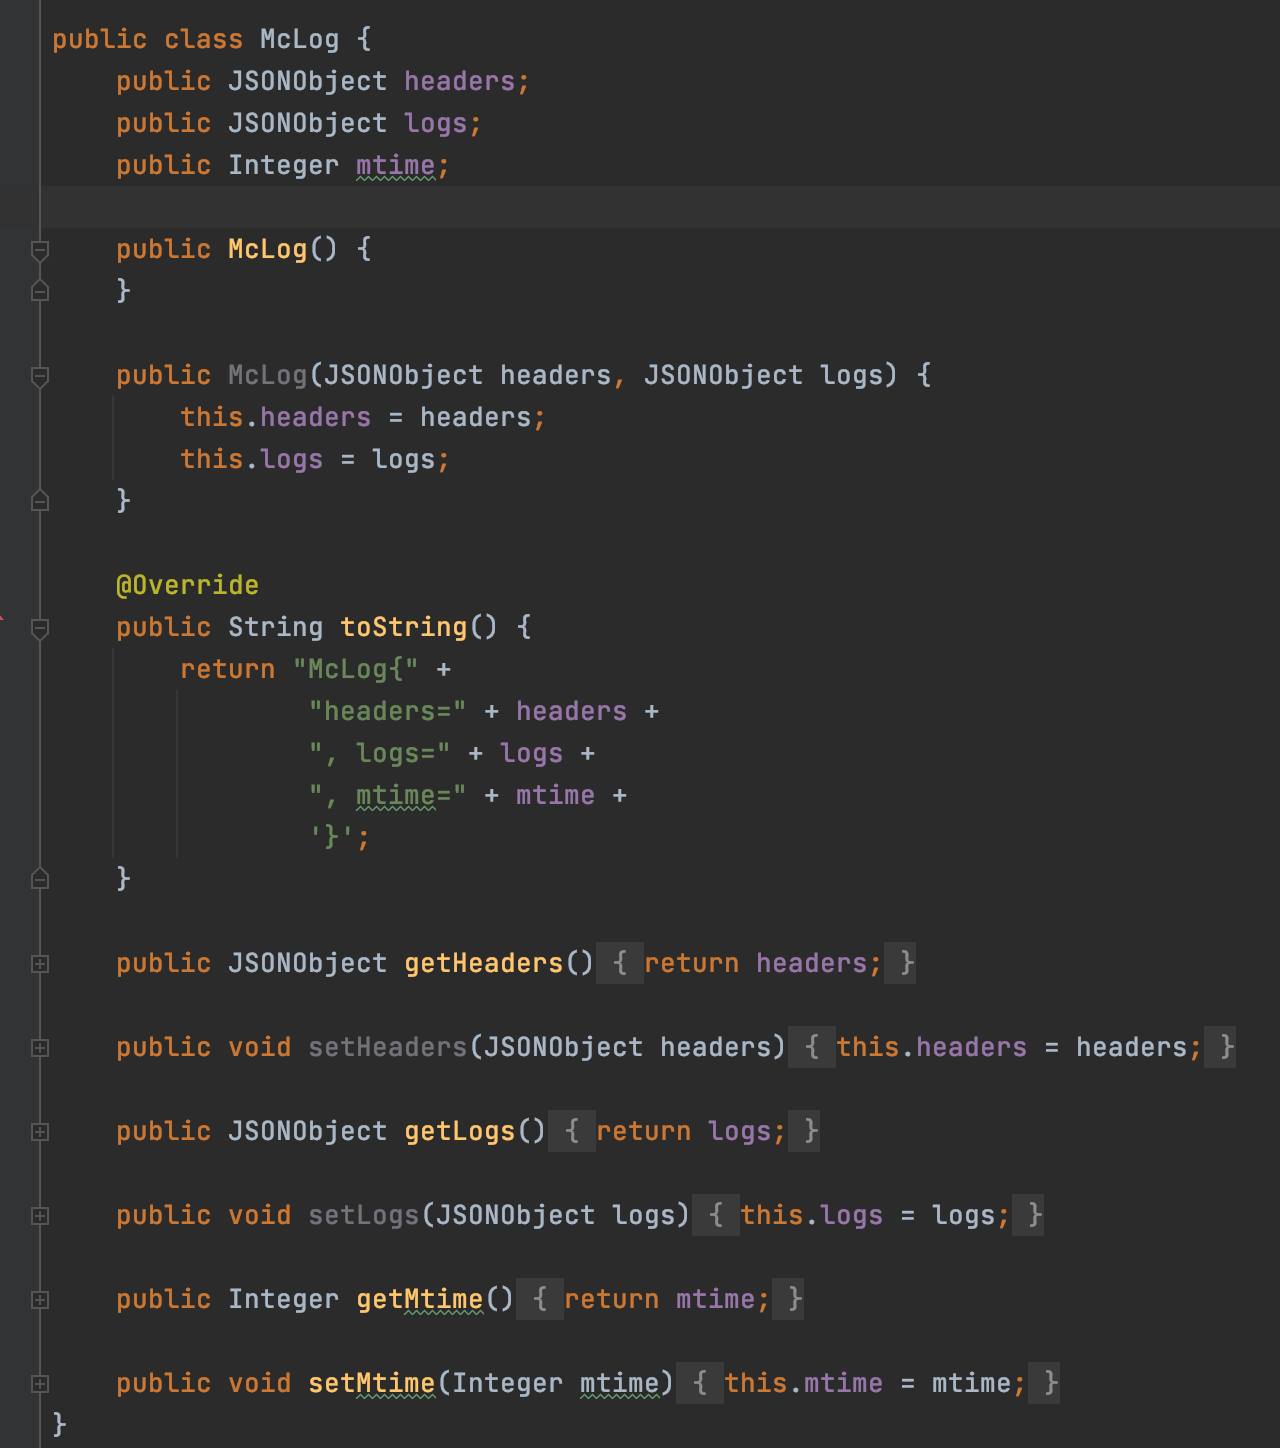 public class McLog {
    public JSONObject headers;
    public JSONObject logs;
    public Integer mtime;

    public McLog() {
    }

    public McLog(JSONObject headers, JSONObject logs) {
        this.headers = headers;
        this.logs = logs;
    }

    @Override
    public String toString() {
        return "McLog{" +
                "headers=" + headers +
                ", logs=" + logs +
                ", mtime=" + mtime +
                '}';
    }

    public JSONObject getHeaders() { return headers; }

    public void setHeaders(JSONObject headers) { this.headers = headers; }

    public JSONObject getLogs() { return logs; }

    public void setLogs(JSONObject logs) { this.logs = logs; }

    public Integer getMtime() { return mtime; }

    public void setMtime(Integer mtime) { this.mtime = mtime; }
}